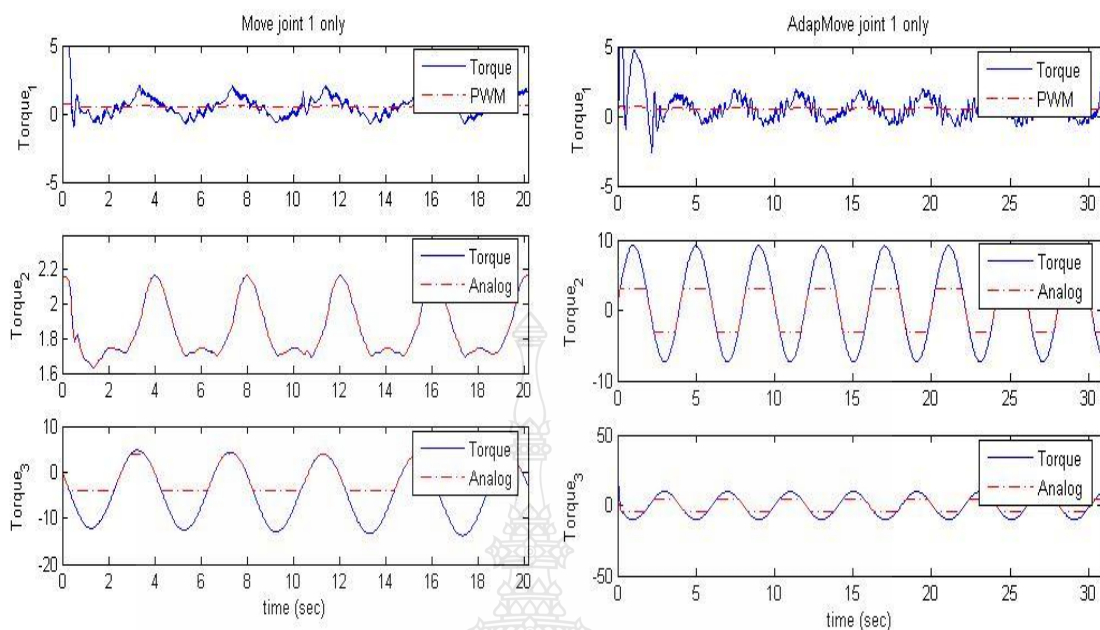 Move joint 1 only
5
0
-5
Torque1
Torque
PWM
0 2 4 6 8 10 12 14 16 18 20
2.2
1.8
1.6
Torque2
Torque
Analog
0 2 4 6 8 10 12 14 16 18 20
10
0
-10
-20
Torque3
Torque
Analog
0 2 4 6 8 10 12 14 16 18 20
time (sec)
AdapMove joint 1 only
5
0
-5
Torque1
Torque
PWM
0 5 10 15 20 25 30
10
0
-10
Torque2
Torque
Analog
0 5 10 15 20 25 30
50
0
-50
Torque3
Torque
Analog
0 5 10 15 20 25 30
time (sec)